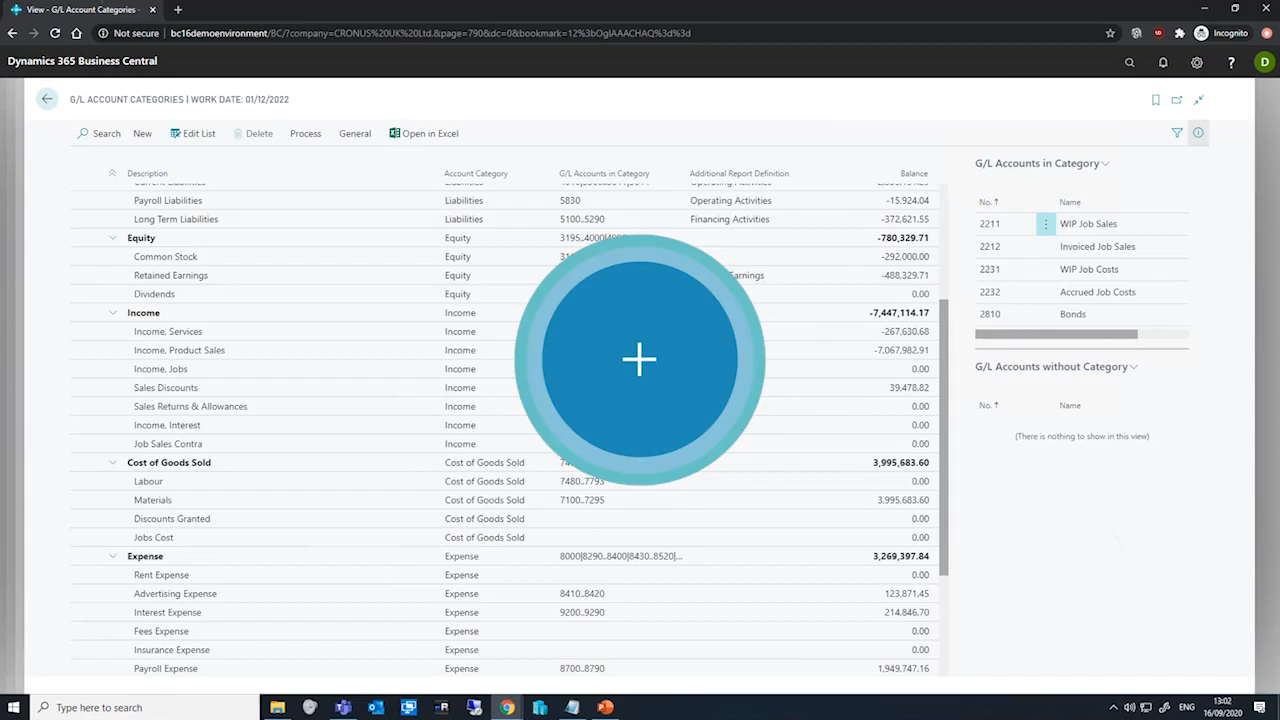 View - G/L Account Categories -
Not secure bc16demoenvironment/BC/?company=CRONUS%20UK%20Ltd.&page=790&dc=0&bookmark=12%3bOgIAAACHAQ%3d%3d Incognito
Dynamics 365 Business Central D
G/L ACCOUNT CATEGORIES | WORK DATE: 01/12/2022
Search New Edit List Delete Process General Open in Excel
G/L Accounts in Category
Description Account Category G/L Accounts in Category Additional Report Definition Balance
Current Liabilities Liabilities Operating Activities
Payroll Liabilities Liabilities 5830 Operating Activities -15,924.04
Long Term Liabilities Liabilities 5100..5290 Financing Activities -372,621.55
Equity Equity -780,329.71
Common Stock Equity -292,000.00
Retained Earnings Equity -488,329.71
Dividends Equity 0.00
Income Income -7,447,114.17
Income, Services Income -267,630.68
Income, Product Sales Income -7,067,982.91
Income, Jobs Income 0.00
Sales Discounts Income 39,478.82
Sales Returns & Allowances Income 0.00
Income, Interest Income 0.00
Job Sales Contra Income 0.00
Cost of Goods Sold Cost of Goods Sold 3,995,683.60
Labour Cost of Goods Sold 7480..7793 0.00
Materials Cost of Goods Sold 7100..7295 3,995,683.60
Discounts Granted Cost of Goods Sold 0.00
Jobs Cost Cost of Goods Sold 0.00
Expense Expense 8000|8290..8400|8430..8520|... 3,269,397.84
Rent Expense Expense 0.00
Advertising Expense Expense 8410..8420 123,871.45
Interest Expense Expense 9200..9290 214,846.70
Fees Expense Expense 0.00
Insurance Expense Expense 0.00
Payroll Expense Expense 8700..8790 1,949,747.16
No. ↑ Name
2211 WIP Job Sales
2212 Invoiced Job Sales
2231 WIP Job Costs
2232 Accrued Job Costs
2810 Bonds
G/L Accounts without Category
No. ↑ Name
(There is nothing to show in this view)
Type here to search
ENG
13:02
16/09/2020